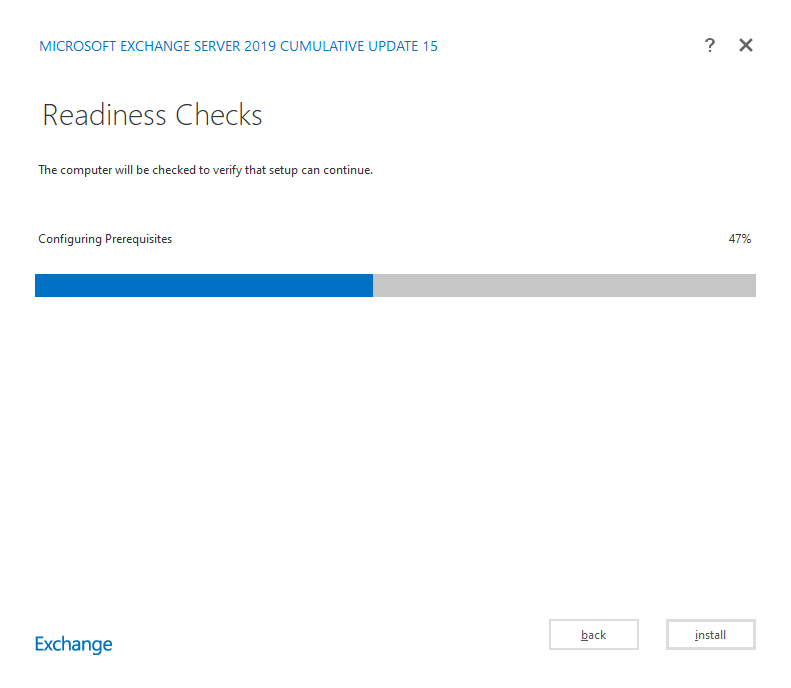 MICROSOFT EXCHANGE SERVER 2019 CUMULATIVE UPDATE 15
?
Readiness Checks
The computer will be checked to verify that setup can continue.
Configuring Prerequisites 47%
Exchange
back install